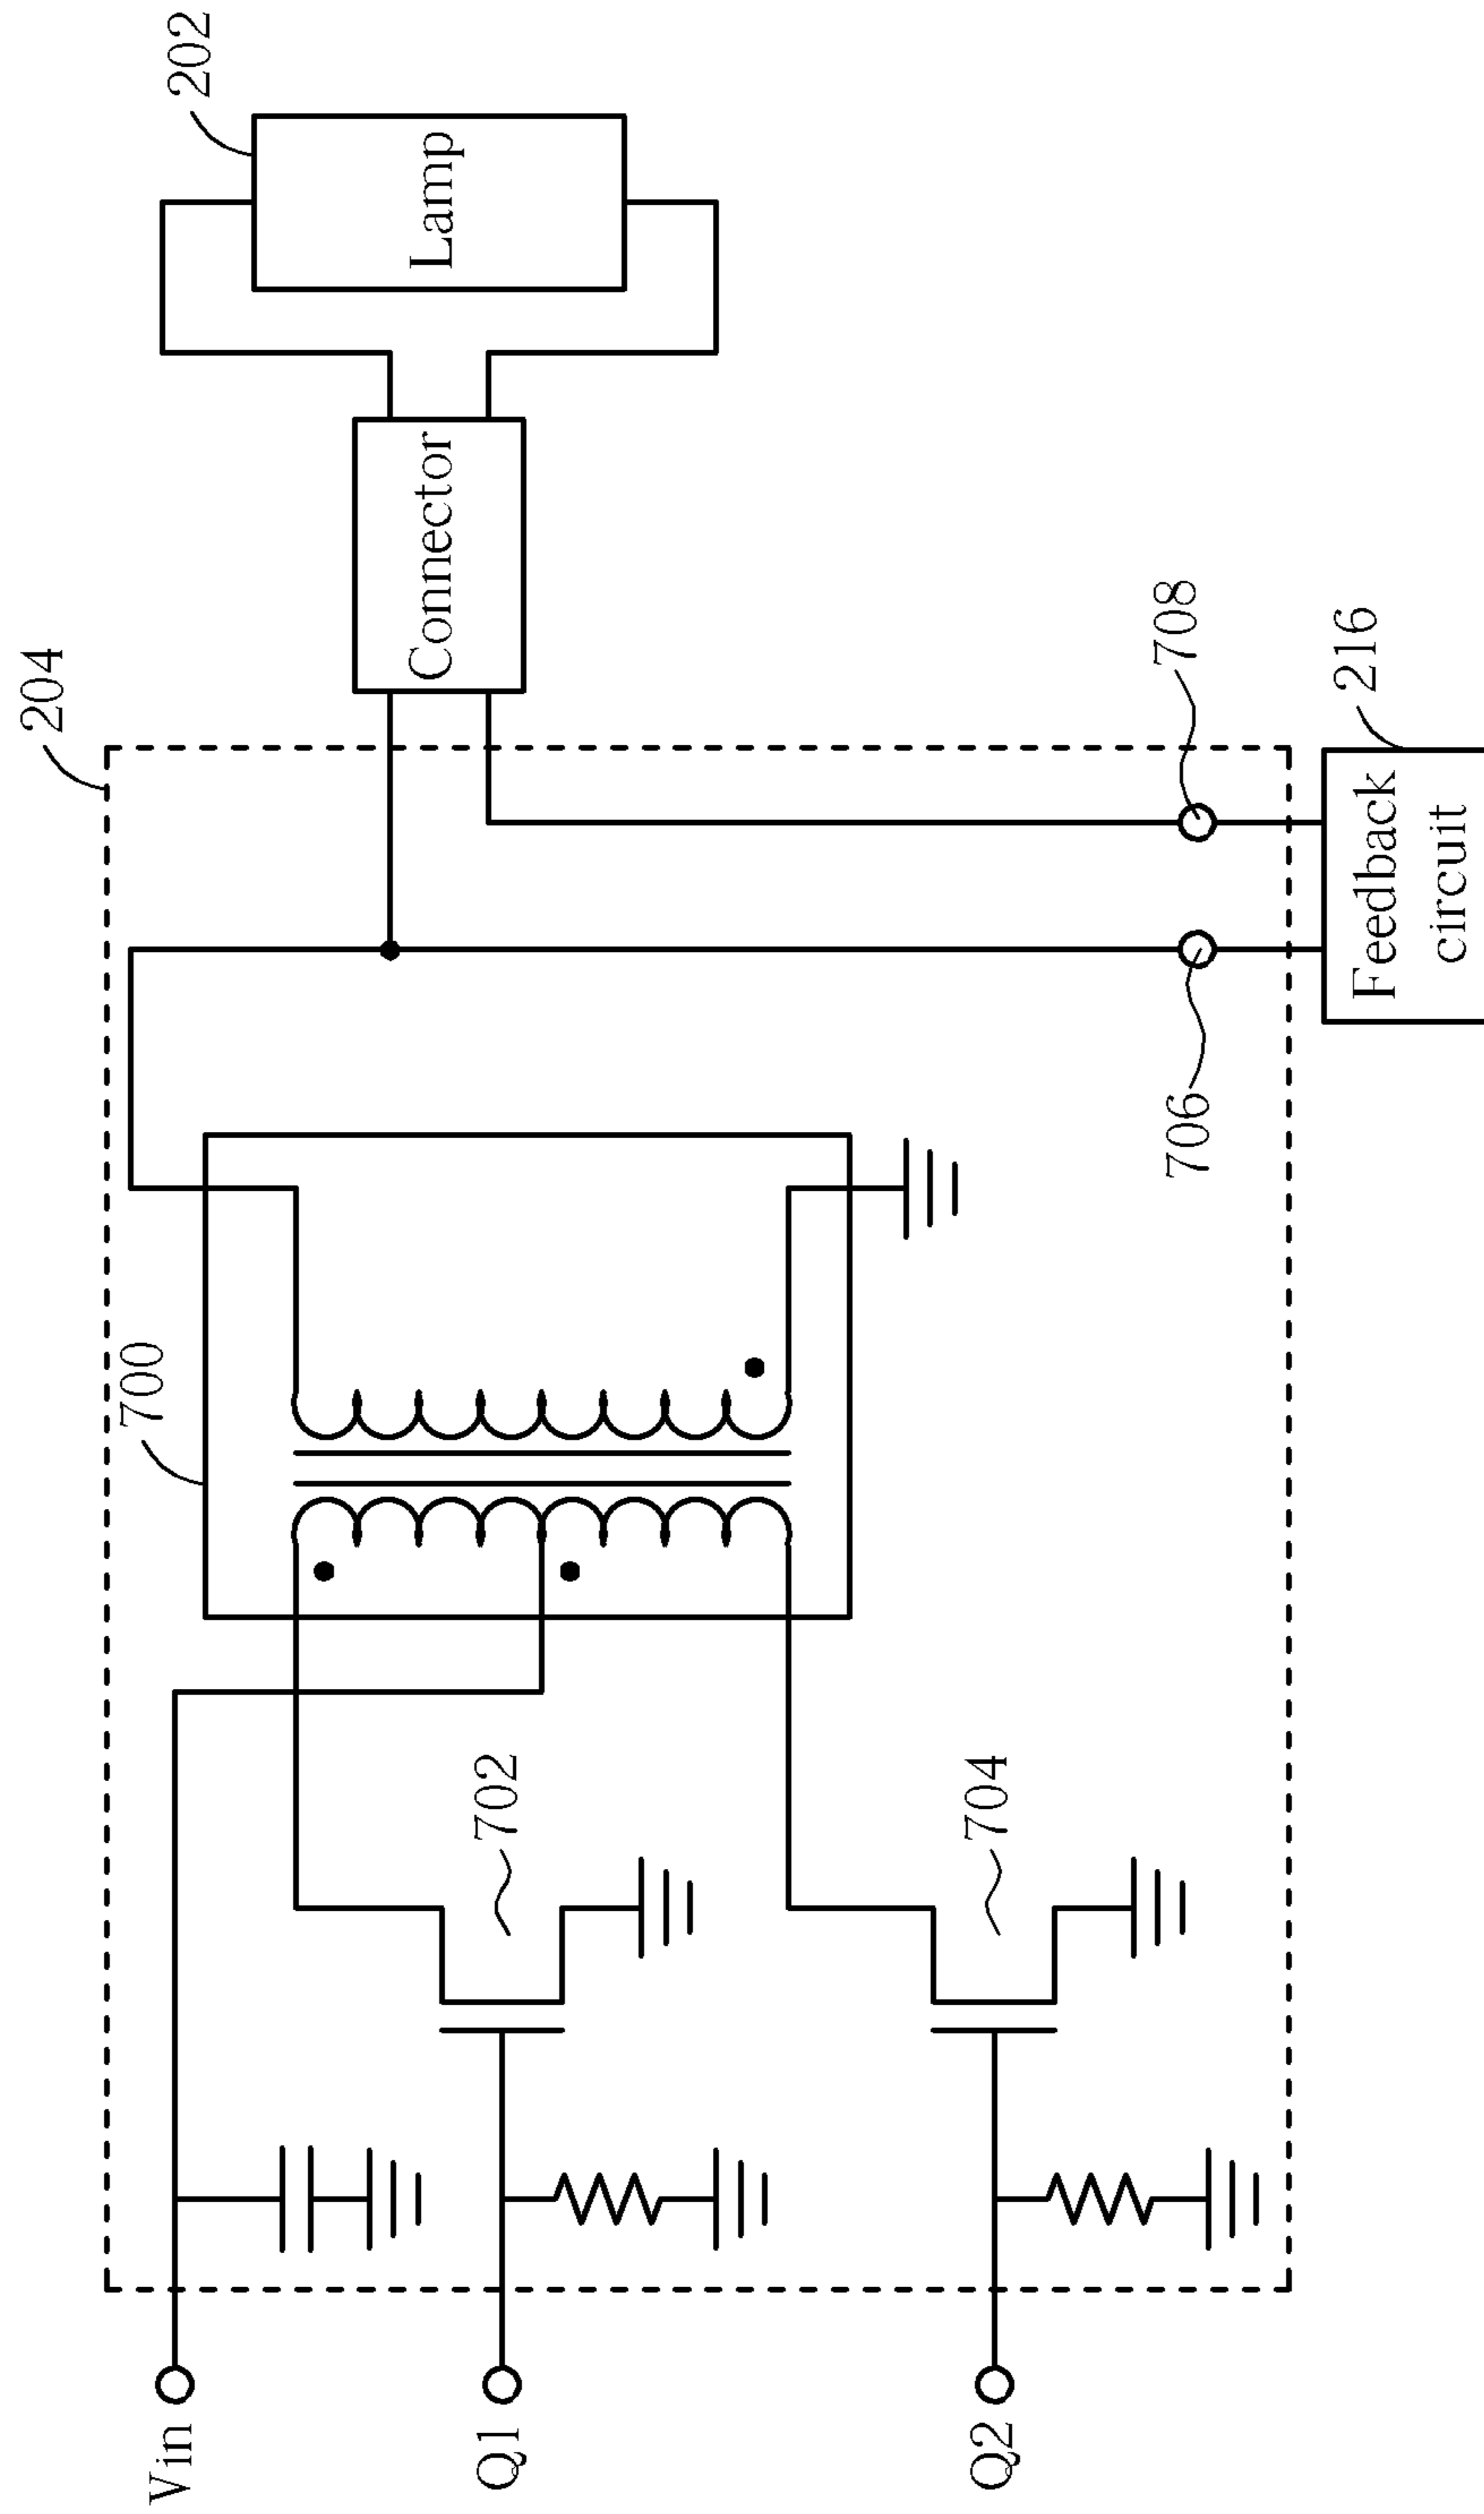 204
202
700
Lamp
Connector
Vin
702
Q1
708
706
216
Feedback
circuit
704
Q2